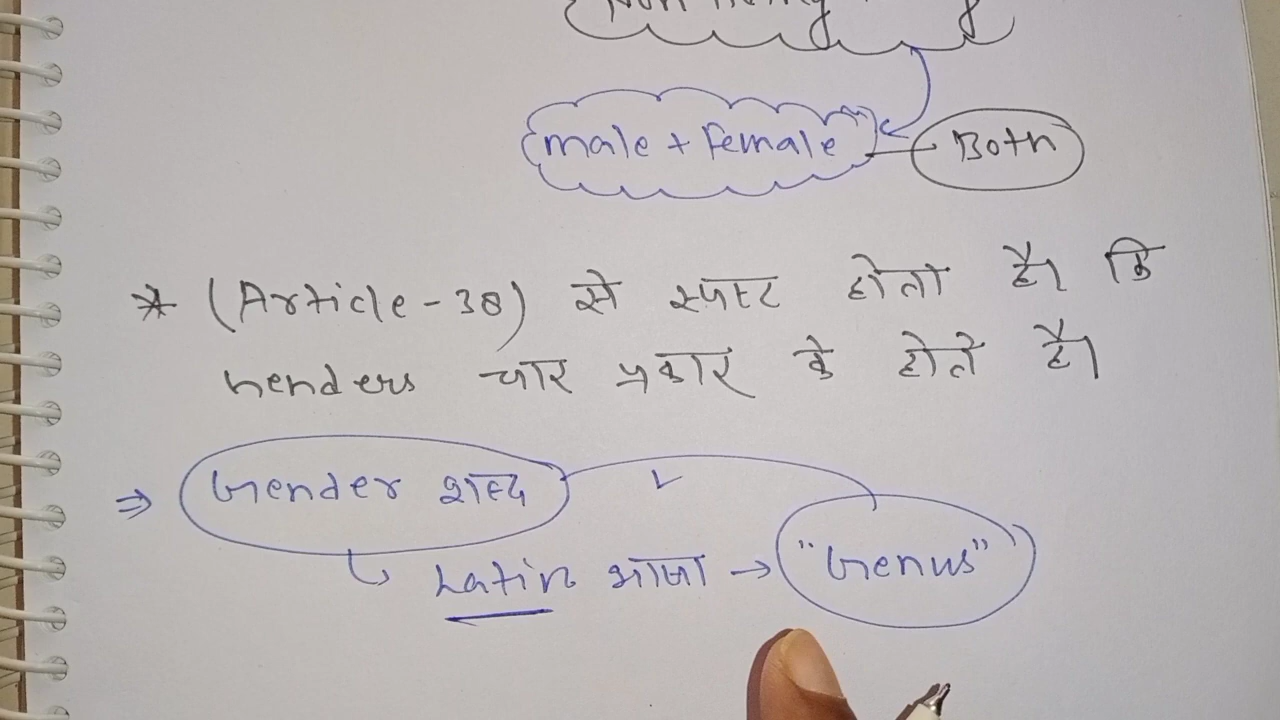 male + Female Both
* (Article-38) से स्पष्ट होता है। कि
Genders चार प्रकार के होते है।
⇒ Gender शब्द
Latin भाषा → "Genus"